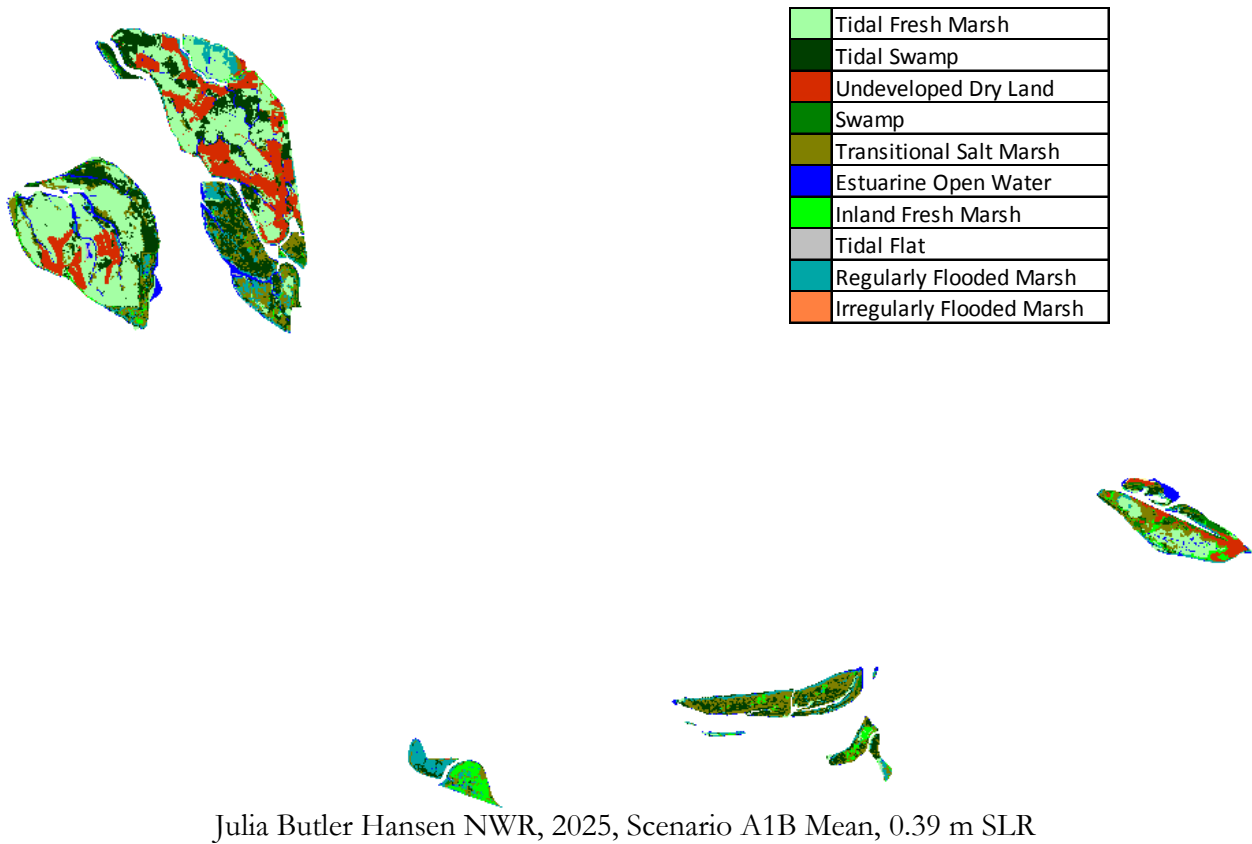 Tidal Fresh Marsh
Tidal Swamp
Undeveloped Dry Land
Swamp
Transitional Salt Marsh
Estuarine Open Water
Inland Fresh Marsh
Tidal Flat
Regularly Flooded Marsh
Irregularly Flooded Marsh
Julia Butler Hansen NWR, 2025, Scenario A1B Mean, 0.39 m SLR